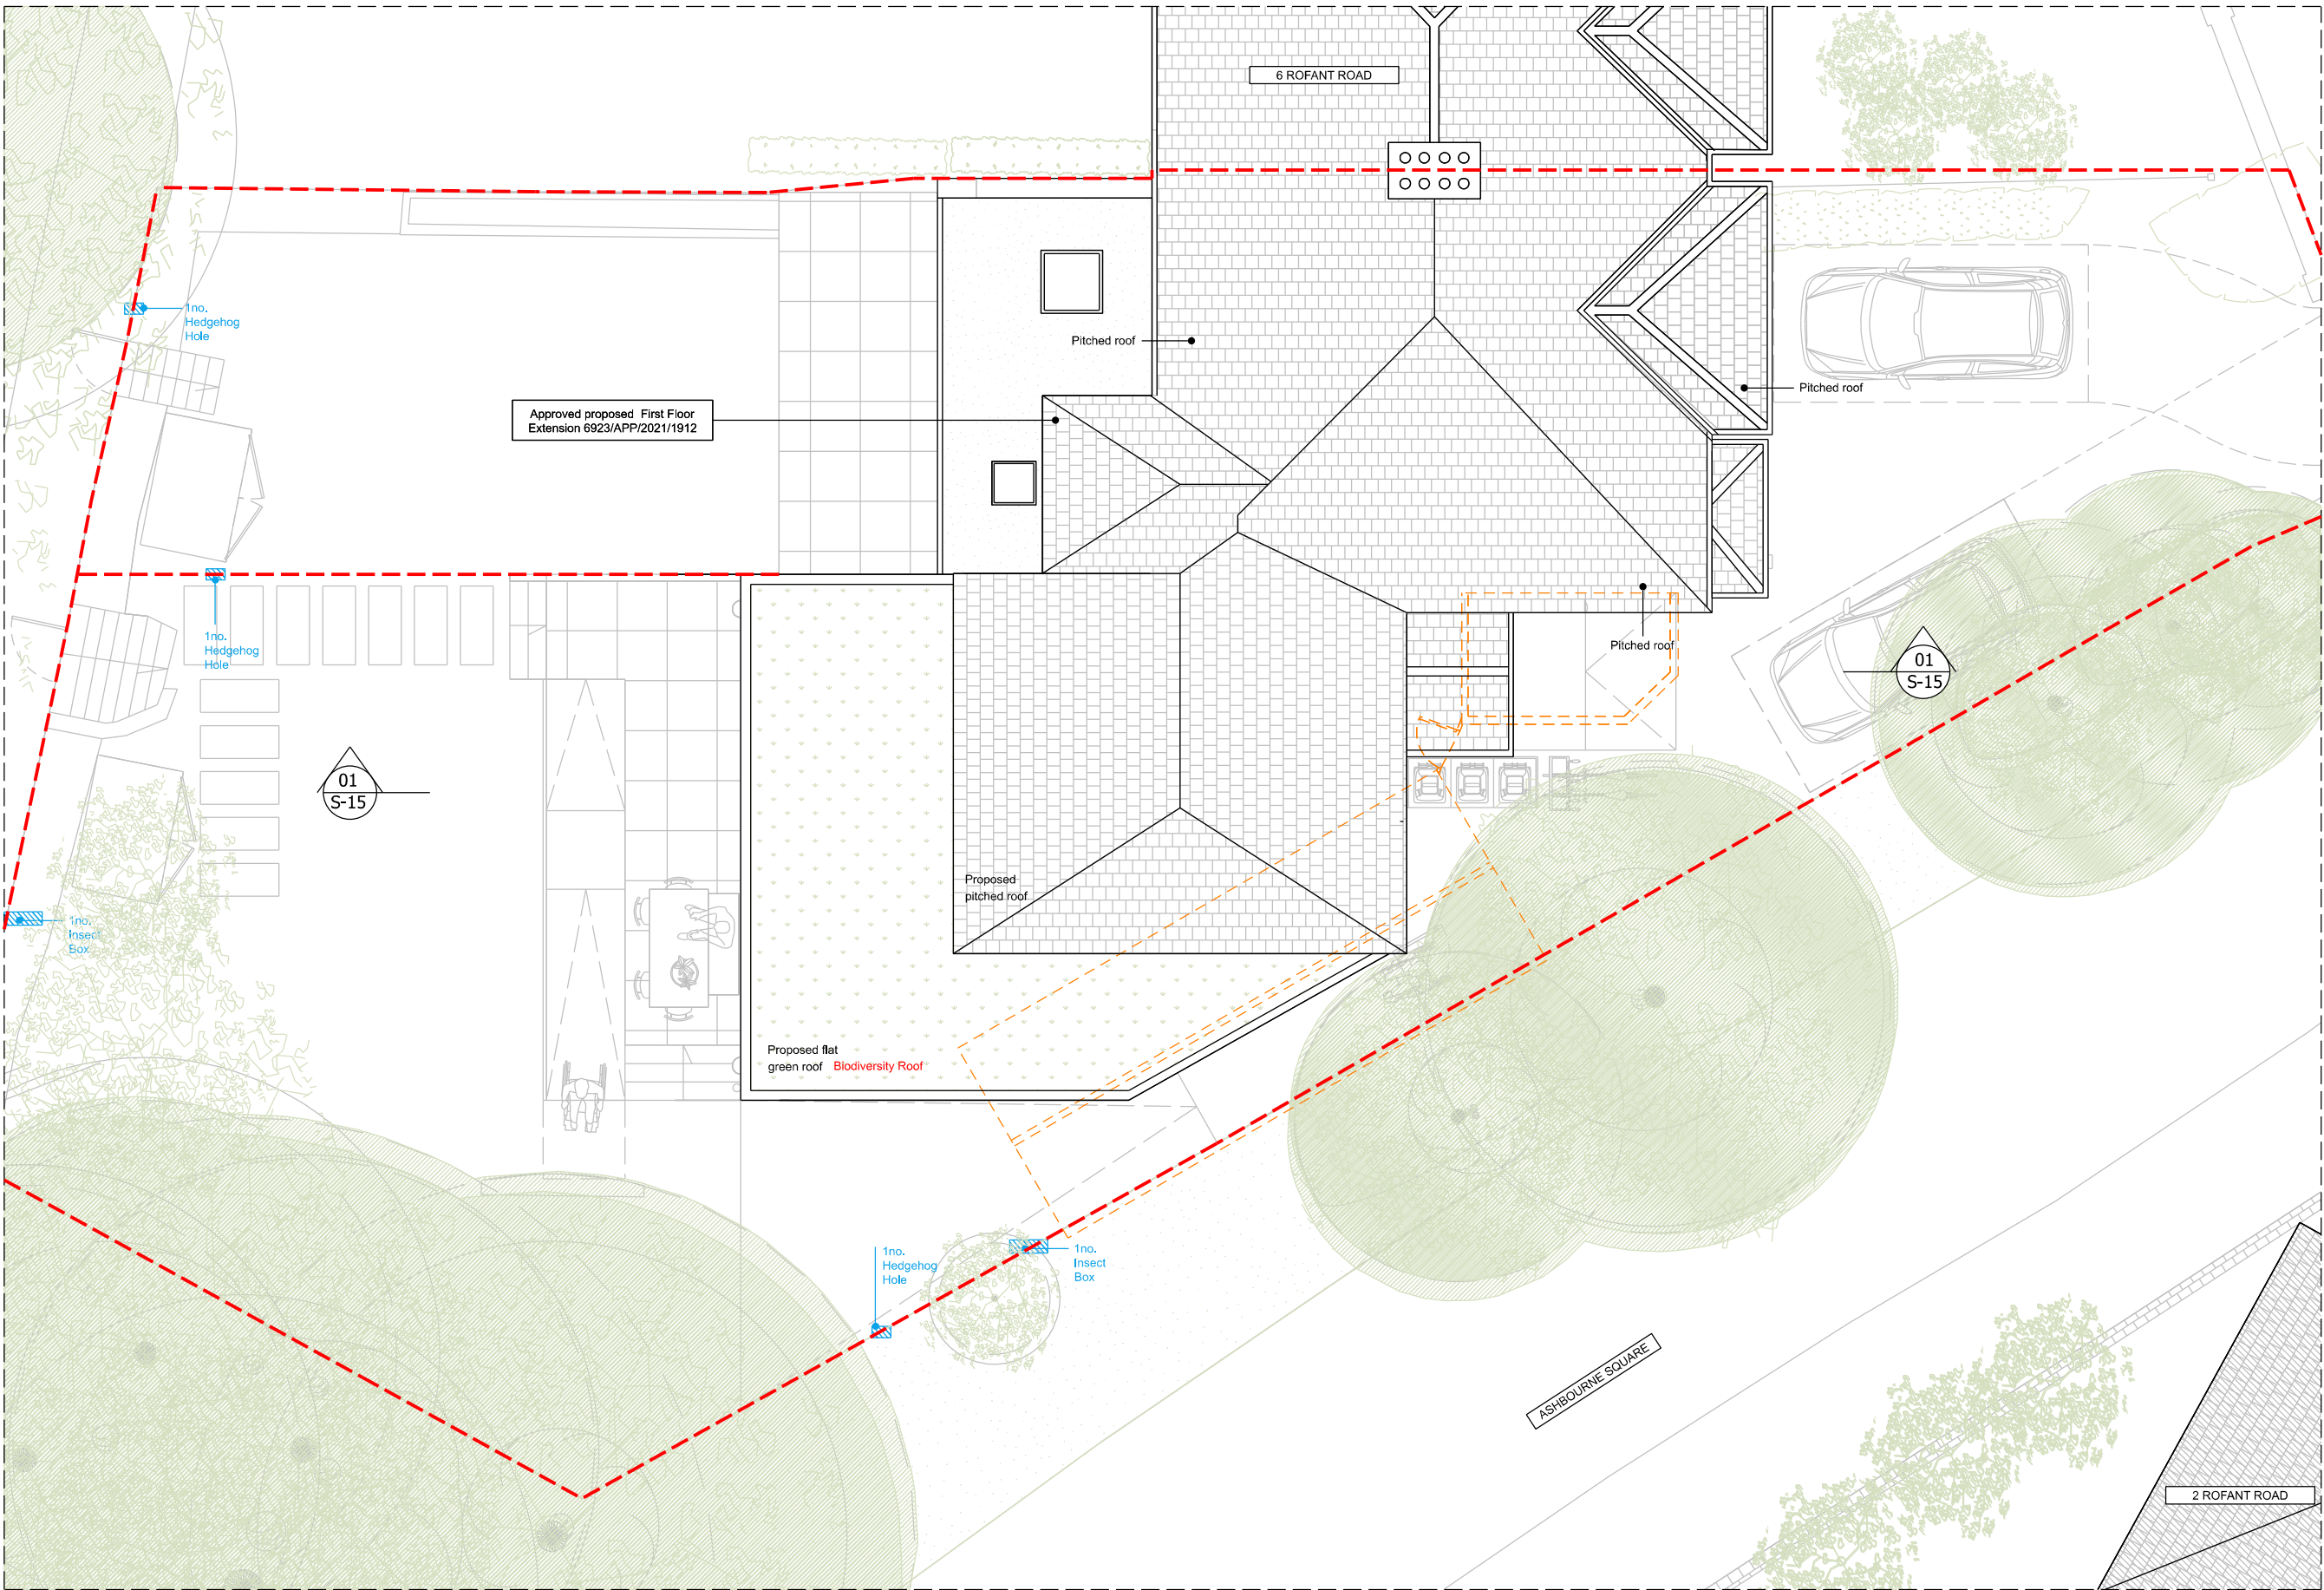 6 ROFANT ROAD
1no.
Hedgehog
Hole
Pitched roof
Pitched roof
Approved proposed First Floor
Extension 6923/APP/2021/1912
1no.
Hedgehog
Hole
Pitched roof
01
S-15
01
S-15
Proposed
pitched roof
1no.
Insect
Box
Proposed flat
green roof Biodiversity Roof
1no.
Hedgehog
Hole
1no.
Insect
Box
ASHBOURNE SQUARE
2 ROFANT ROAD